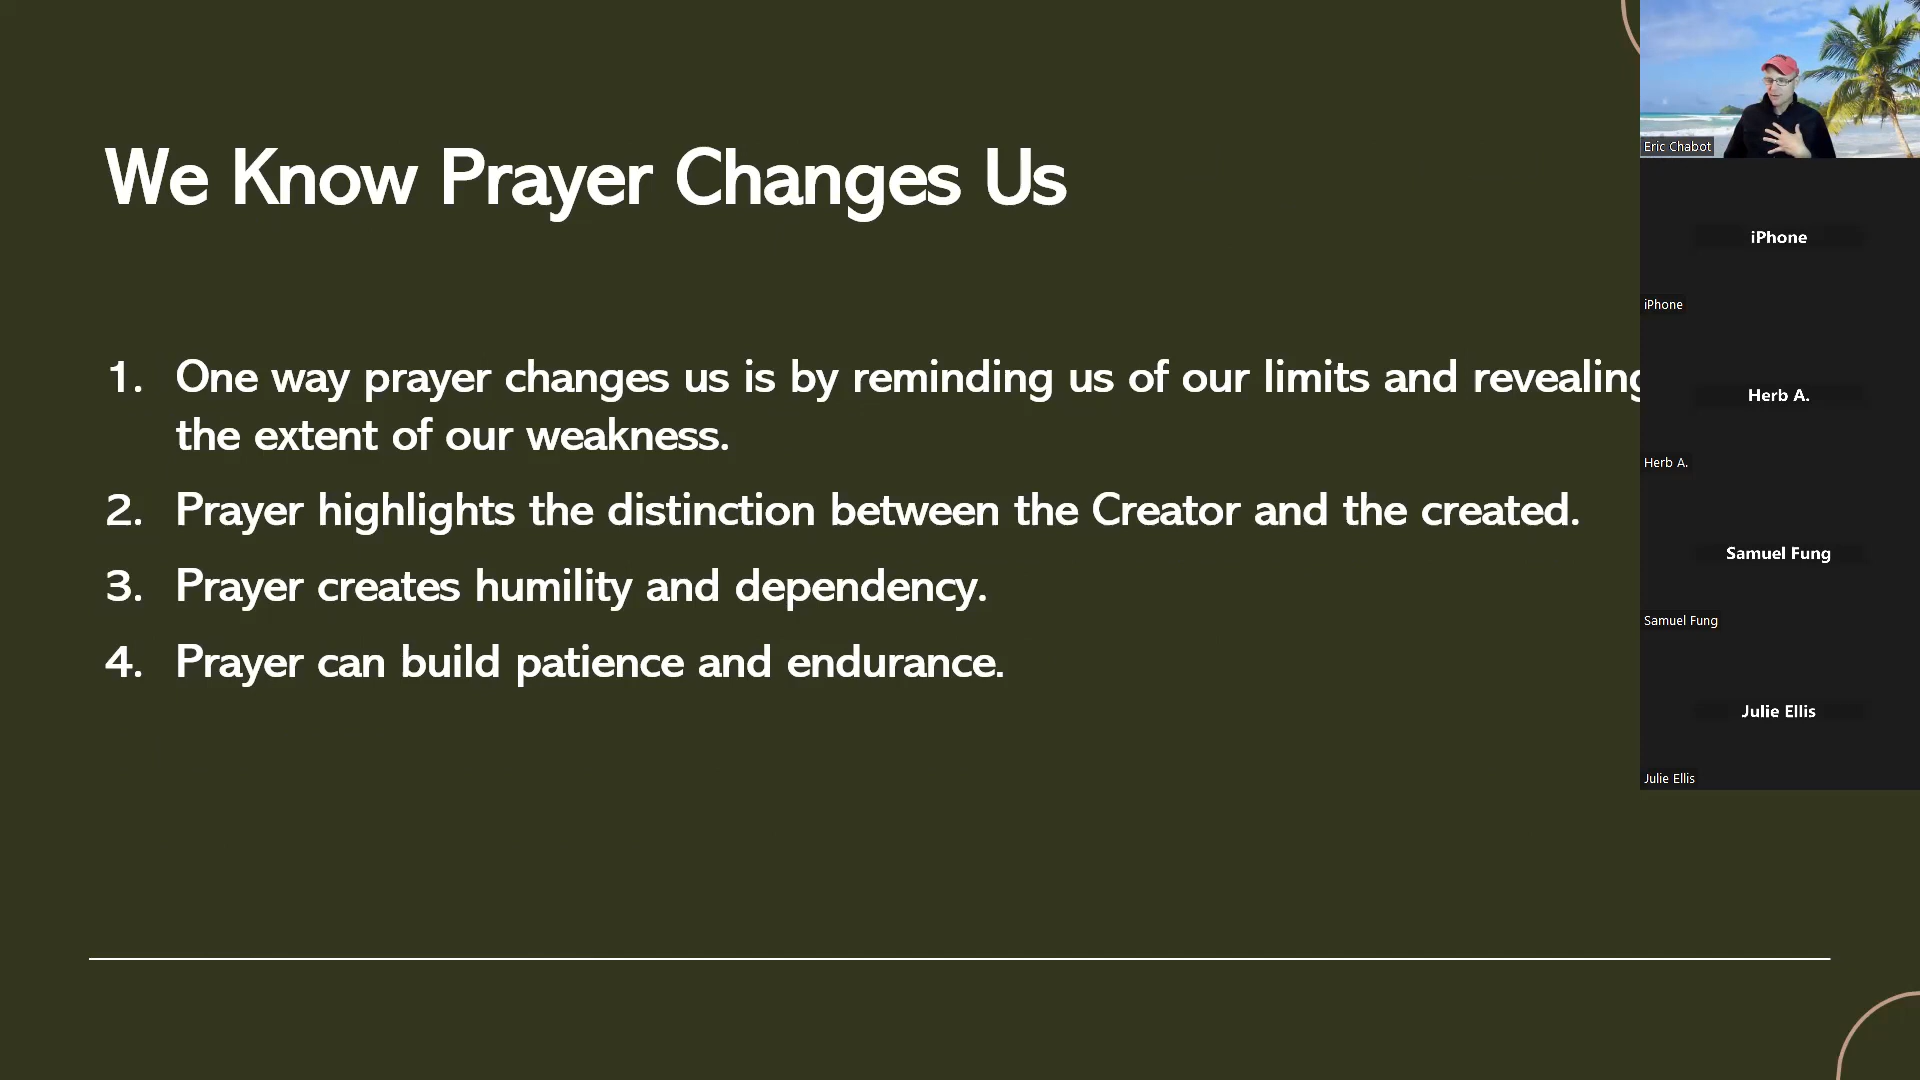 We Know Prayer Changes Us
1. One way prayer changes us is by reminding us of our limits and revealing
the extent of our weakness.
2. Prayer highlights the distinction between the Creator and the created.
3. Prayer creates humility and dependency.
4. Prayer can build patience and endurance.
Eric Chabot
iPhone
iPhone
Herb A.
Herb A.
Samuel Fung
Samuel Fung
Julie Ellis
Julie Ellis